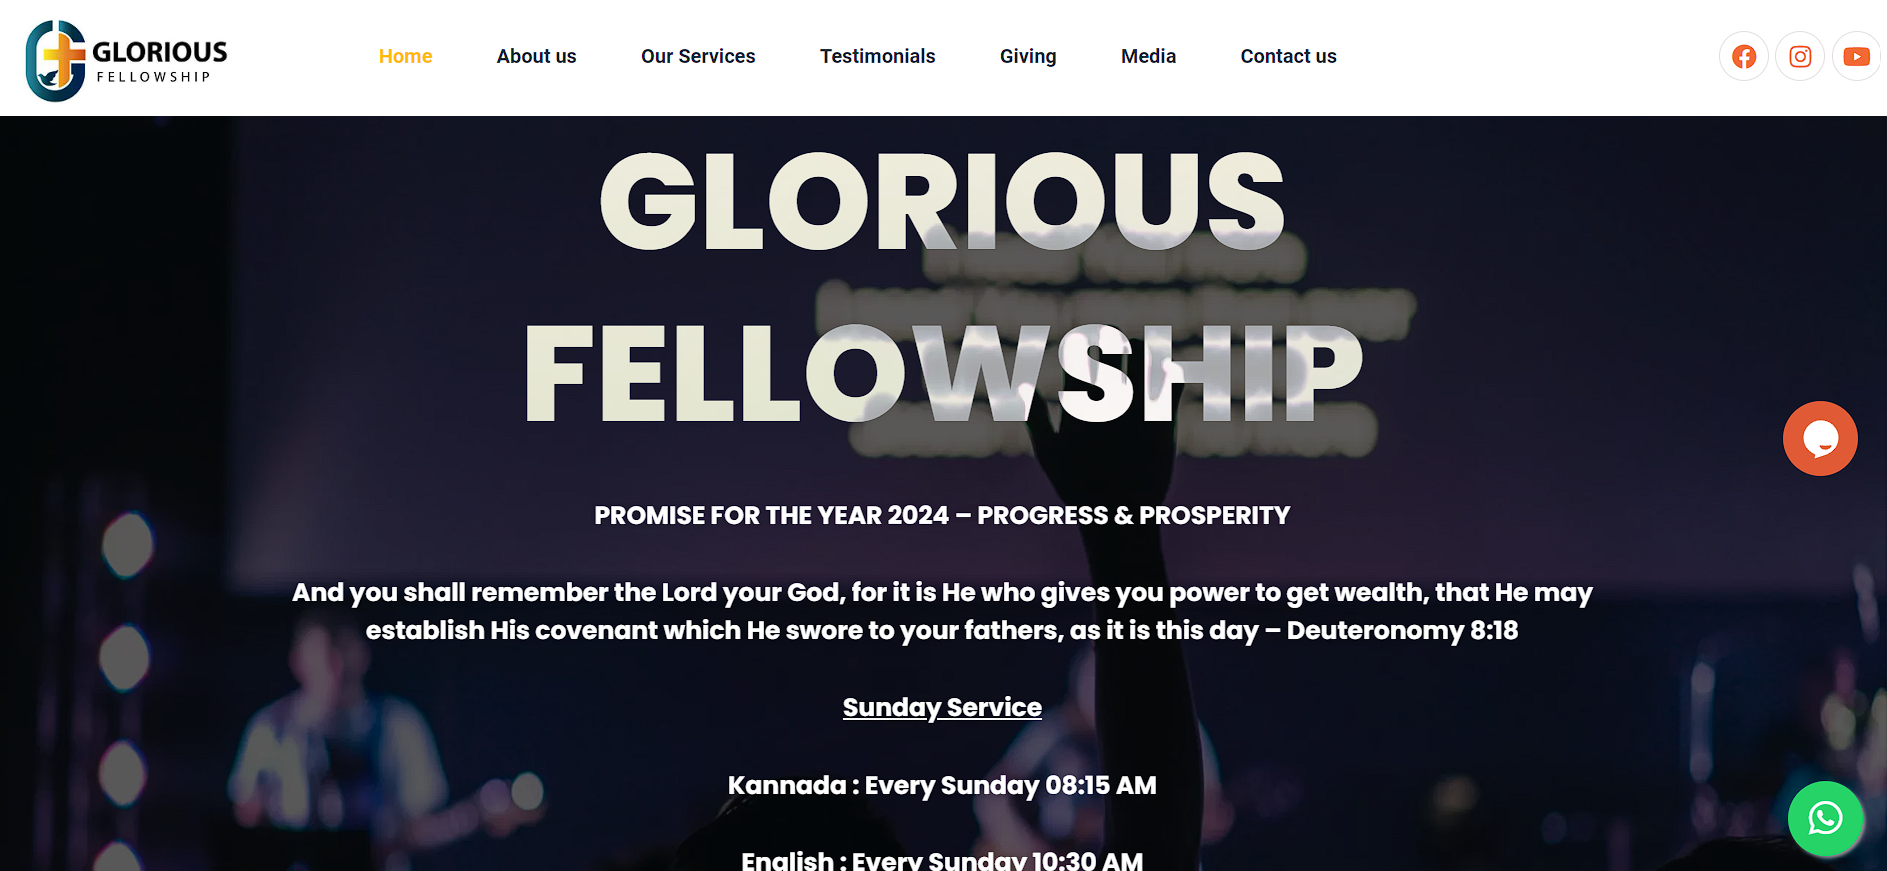 GLORIOUS
FELLOWSHIP
Home
About us
Our Services
Testimonials
Giving
Media
Contact us
GLORIOUS
FELLOWSHIP
PROMISE FOR THE YEAR 2024 – PROGRESS & PROSPERITY
And you shall remember the Lord your God, for it is He who gives you power to get wealth, that He may
establish His covenant which He swore to your fathers, as it is this day – Deuteronomy 8:18
Sunday Service
Kannada : Every Sunday 08:15 AM
English : Every Sunday 10:30 AM